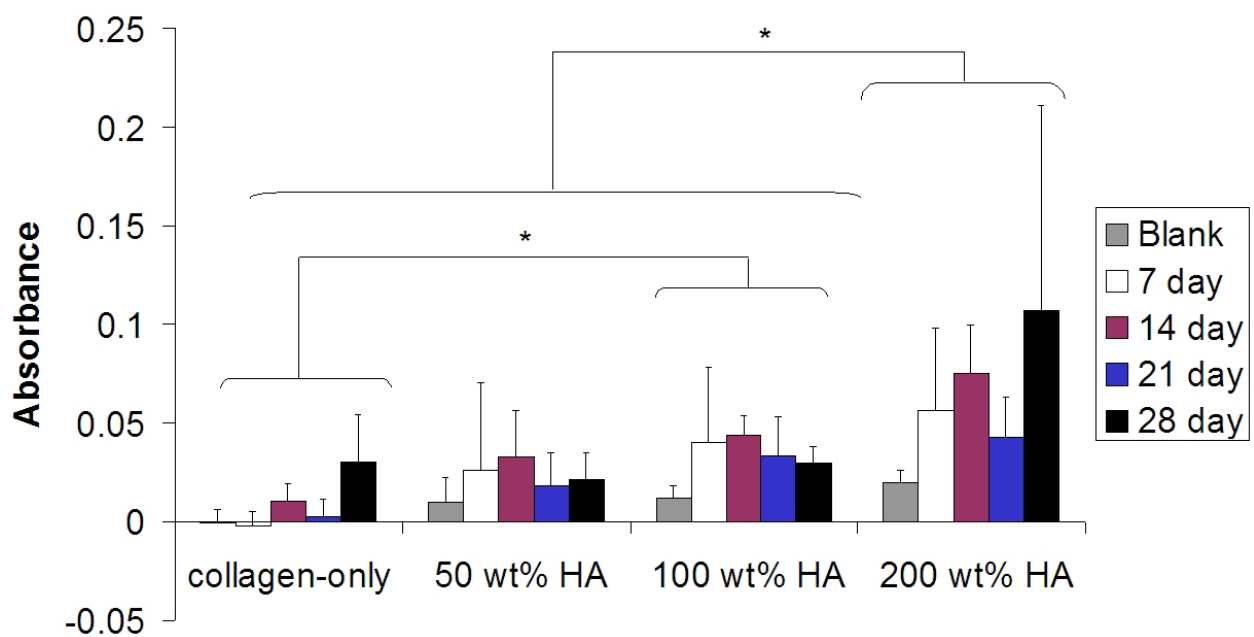 0.25
0.2
0.15
0.1
0.05
0
-0.05
Absorbance
*
*
collagen-only 50 wt% HA 100 wt% HA 200 wt% HA
Blank
7 day
14 day
21 day
28 day